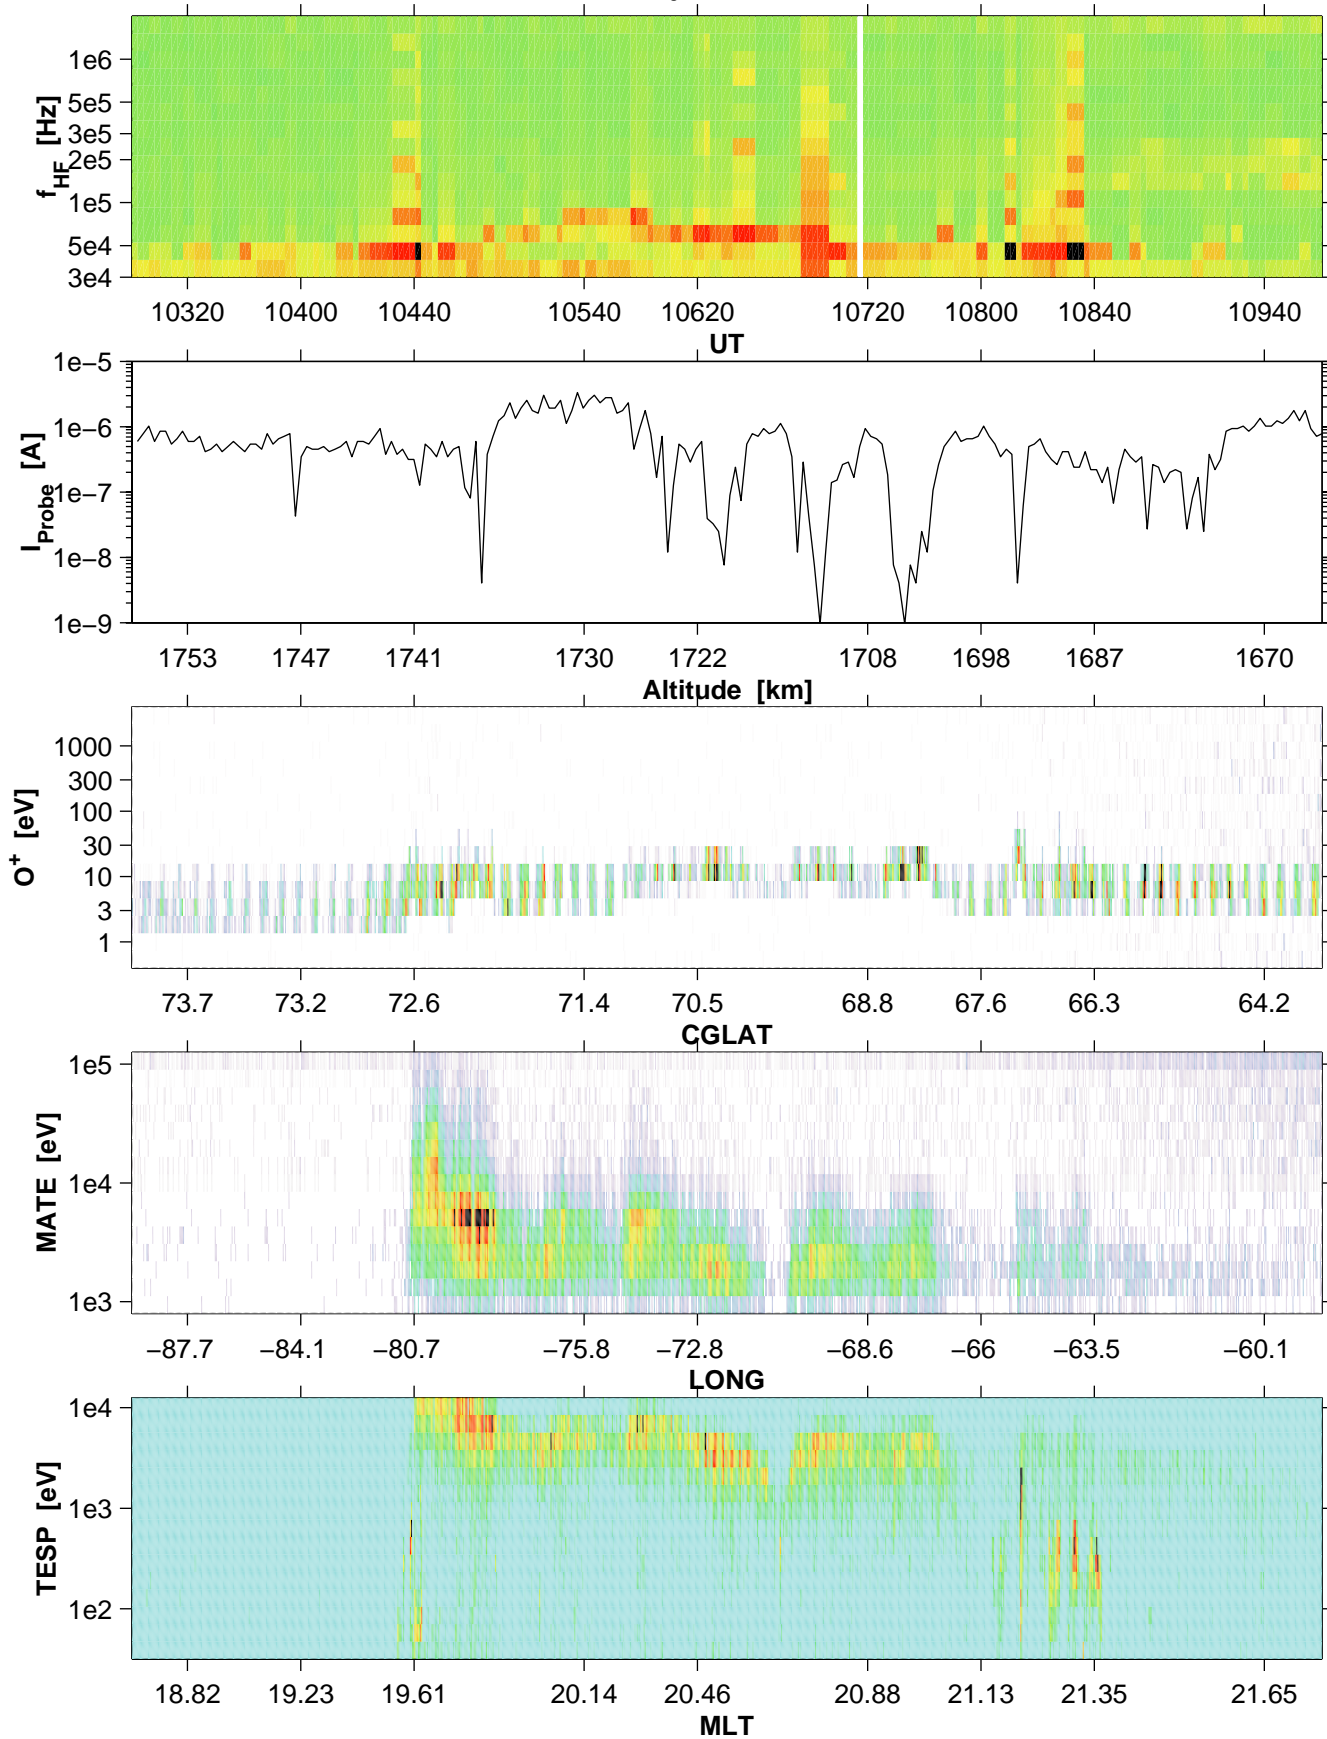 1e6
5e5
3e5
2e5
1e5
5e4
3e4
f_HF [Hz]
10320 10400 10440 10540 10620 10720 10800 10840 10940
UT
1e−5
1e−6
1e−7
1e−8
1e−9
I_Probe [A]
1753 1747 1741 1730 1722 1708 1698 1687 1670
Altitude [km]
1000
300
100
30
10
3
1
O⁺ [eV]
73.7 73.2 72.6 71.4 70.5 68.8 67.6 66.3 64.2
CGLAT
1e5
1e4
1e3
MATE [eV]
−87.7 −84.1 −80.7 −75.8 −72.8 −68.6 −66 −63.5 −60.1
LONG
1e4
1e3
1e2
TESP [eV]
18.82 19.23 19.61 20.14 20.46 20.88 21.13 21.35 21.65
MLT